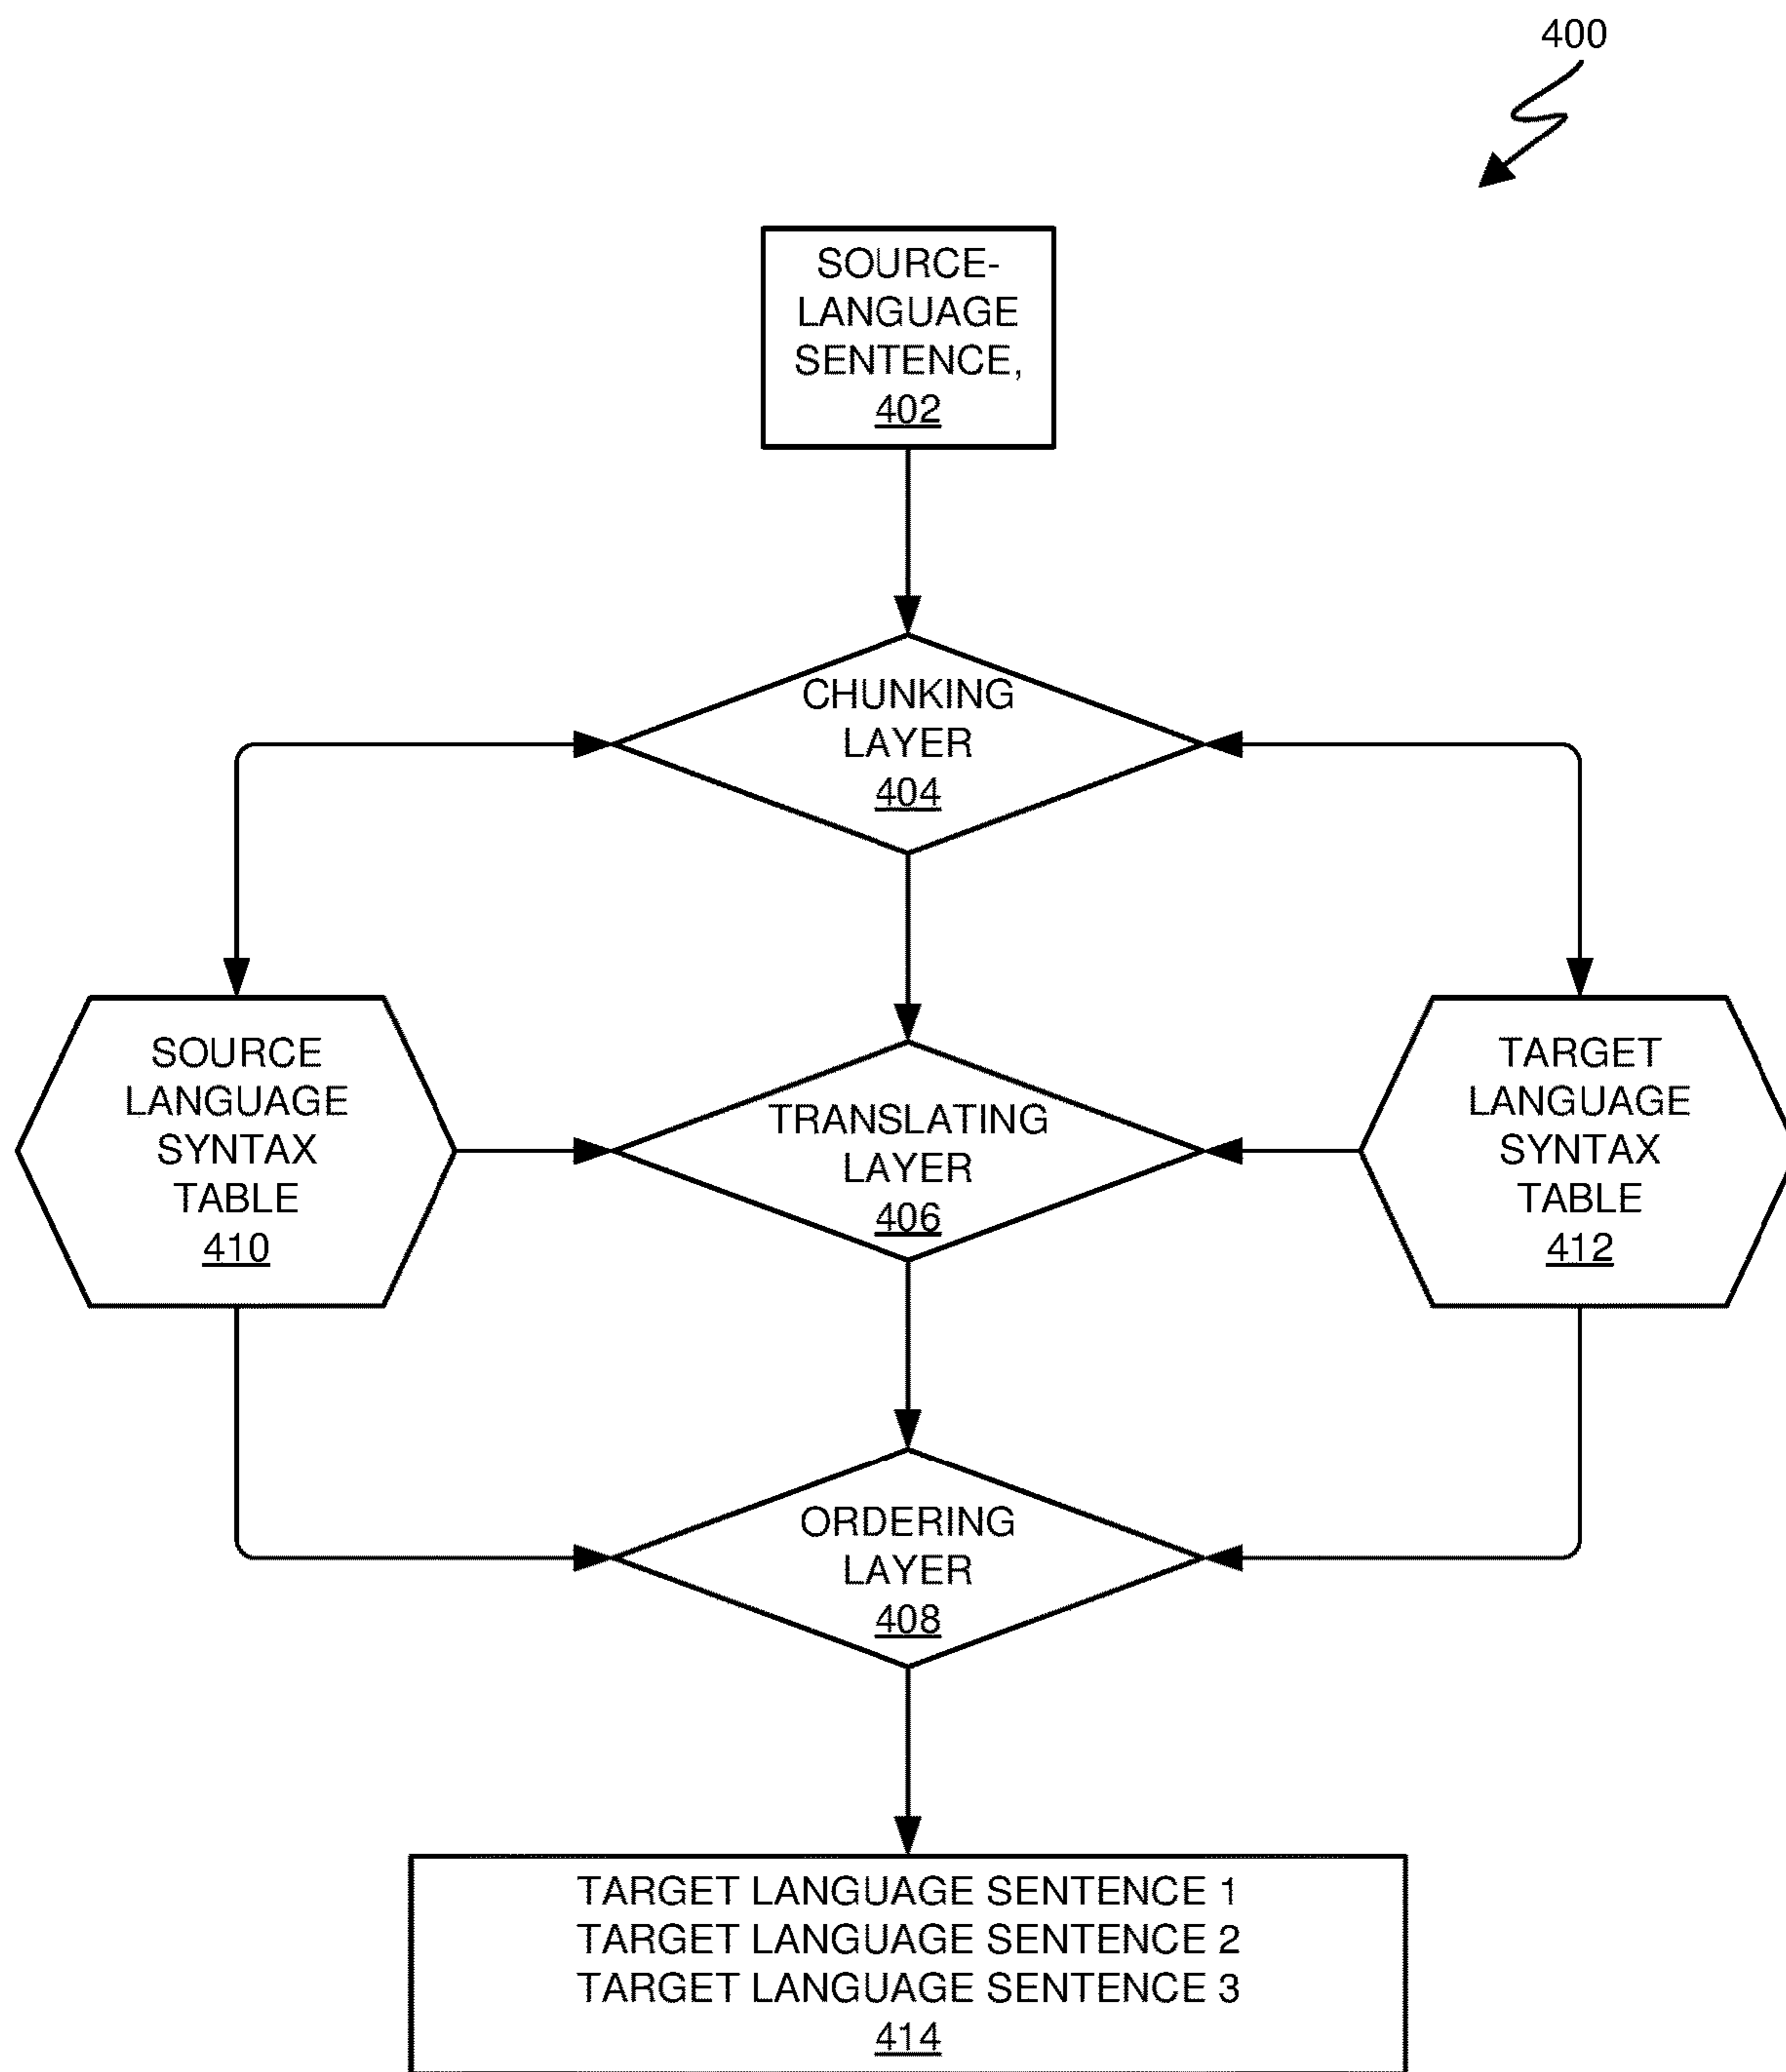 400
SOURCE-
LANGUAGE
SENTENCE,
402
CHUNKING
LAYER
404
SOURCE
LANGUAGE
SYNTAX
TABLE
410
TRANSLATING
LAYER
406
TARGET
LANGUAGE
SYNTAX
TABLE
412
ORDERING
LAYER
408
TARGET LANGUAGE SENTENCE 1
TARGET LANGUAGE SENTENCE 2
TARGET LANGUAGE SENTENCE 3
414